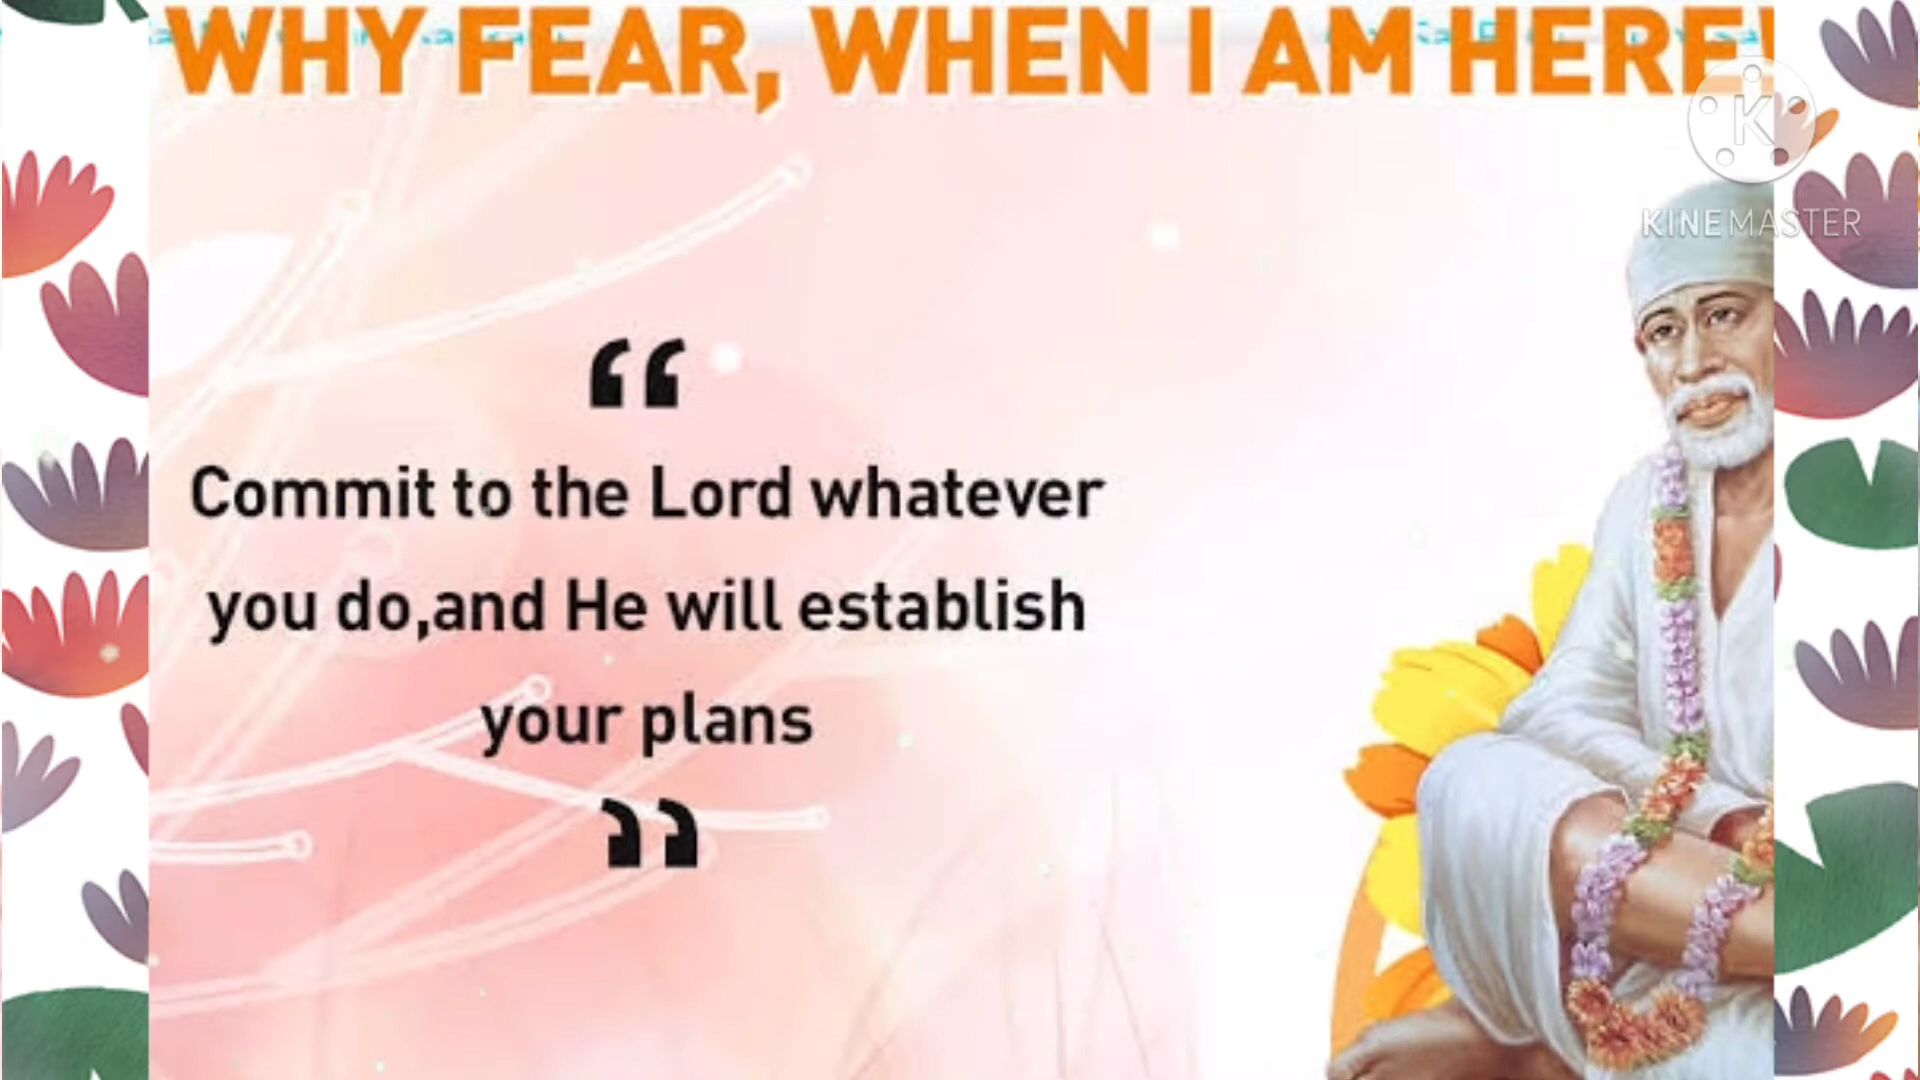 WHY FEAR, WHEN I AM HERE!
K
KINEMASTER
“
Commit to the Lord whatever
you do,and He will establish
your plans
”